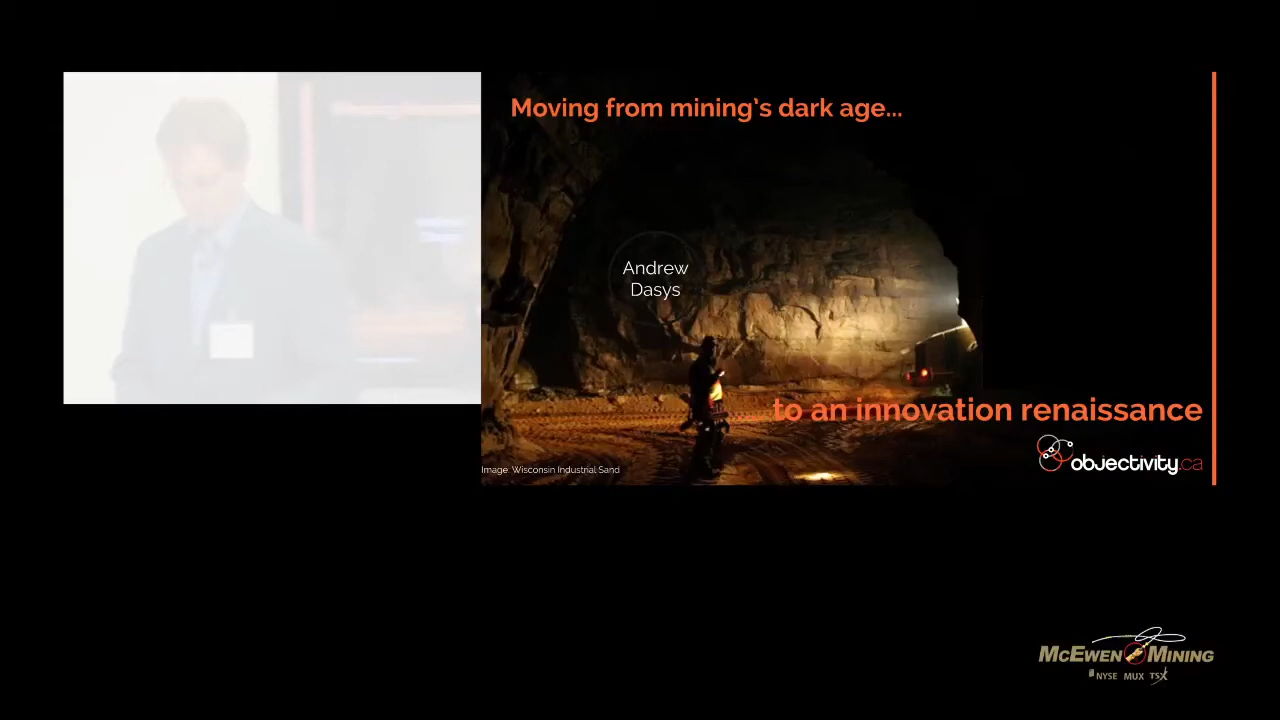 Moving from mining's dark age...
Andrew
Dasys
... to an innovation renaissance
Image: Wisconsin Industrial Sand
objectivity.ca
McEwen Mining
NYSE MUX TSX